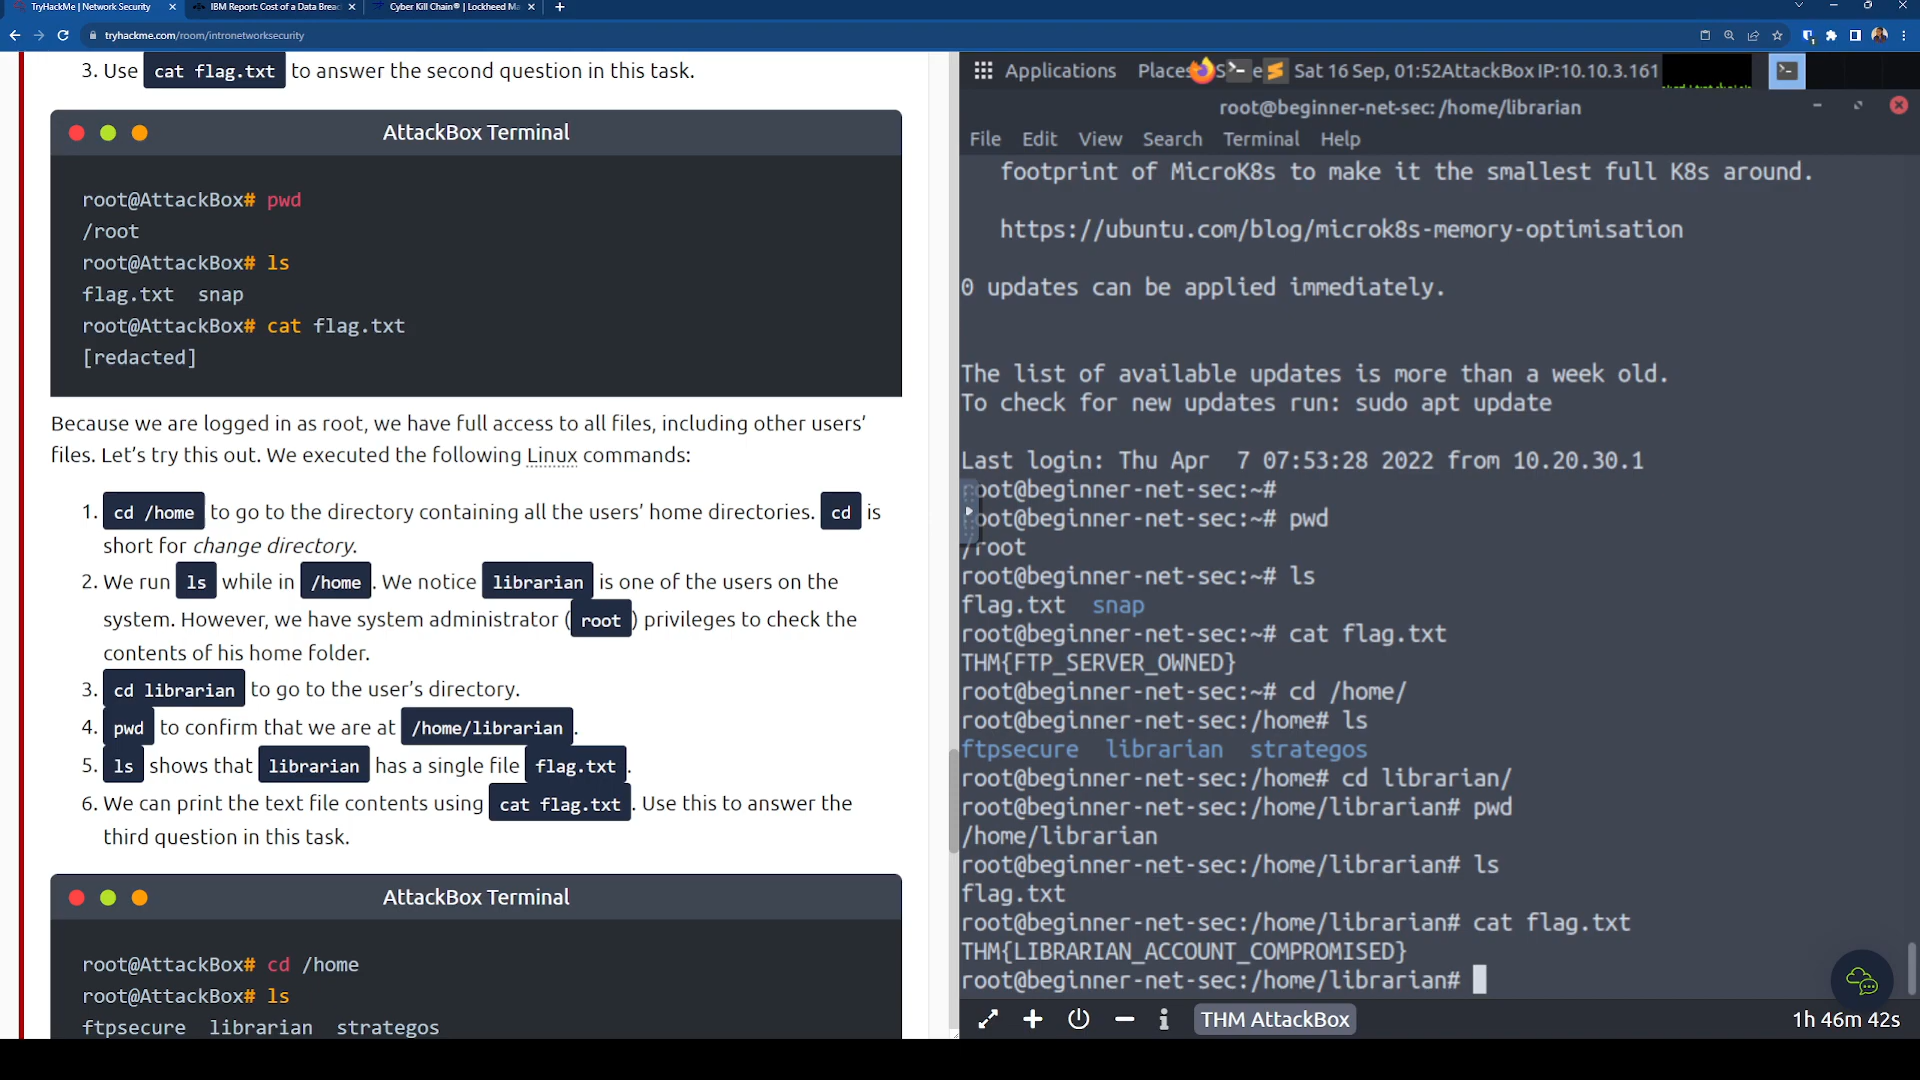 TryHackMe | Network Security
IBM Report: Cost of a Data Breac
Cyber Kill Chain® | Lockheed Ma
tryhackme.com/room/intronetworksecurity
3. Use cat flag.txt to answer the second question in this task.
AttackBox Terminal
root@AttackBox# pwd
/root
root@AttackBox# ls
flag.txt snap
root@AttackBox# cat flag.txt
[redacted]
Because we are logged in as root, we have full access to all files, including other users’
files. Let’s try this out. We executed the following Linux commands:
1. cd /home to go to the directory containing all the users’ home directories. cd is
short for change directory.
2. We run ls while in /home . We notice librarian is one of the users on the
system. However, we have system administrator ( root ) privileges to check the
contents of his home folder.
3. cd librarian to go to the user’s directory.
4. pwd to confirm that we are at /home/librarian .
5. ls shows that librarian has a single file flag.txt .
6. We can print the text file contents using cat flag.txt . Use this to answer the
third question in this task.
AttackBox Terminal
root@AttackBox# cd /home
root@AttackBox# ls
ftpsecure librarian strategos
Applications Places Sat 16 Sep, 01:52 AttackBox IP:10.10.3.161
root@beginner-net-sec: /home/librarian
File Edit View Search Terminal Help
footprint of MicroK8s to make it the smallest full K8s around.
https://ubuntu.com/blog/microk8s-memory-optimisation
0 updates can be applied immediately.
The list of available updates is more than a week old.
To check for new updates run: sudo apt update
Last login: Thu Apr 7 07:53:28 2022 from 10.20.30.1
root@beginner-net-sec:~#
root@beginner-net-sec:~# pwd
/root
root@beginner-net-sec:~# ls
flag.txt snap
root@beginner-net-sec:~# cat flag.txt
THM{FTP_SERVER_OWNED}
root@beginner-net-sec:~# cd /home/
root@beginner-net-sec:/home# ls
ftpsecure librarian strategos
root@beginner-net-sec:/home# cd librarian/
root@beginner-net-sec:/home/librarian# pwd
/home/librarian
root@beginner-net-sec:/home/librarian# ls
flag.txt
root@beginner-net-sec:/home/librarian# cat flag.txt
THM{LIBRARIAN_ACCOUNT_COMPROMISED}
root@beginner-net-sec:/home/librarian#
THM AttackBox
1h 46m 42s